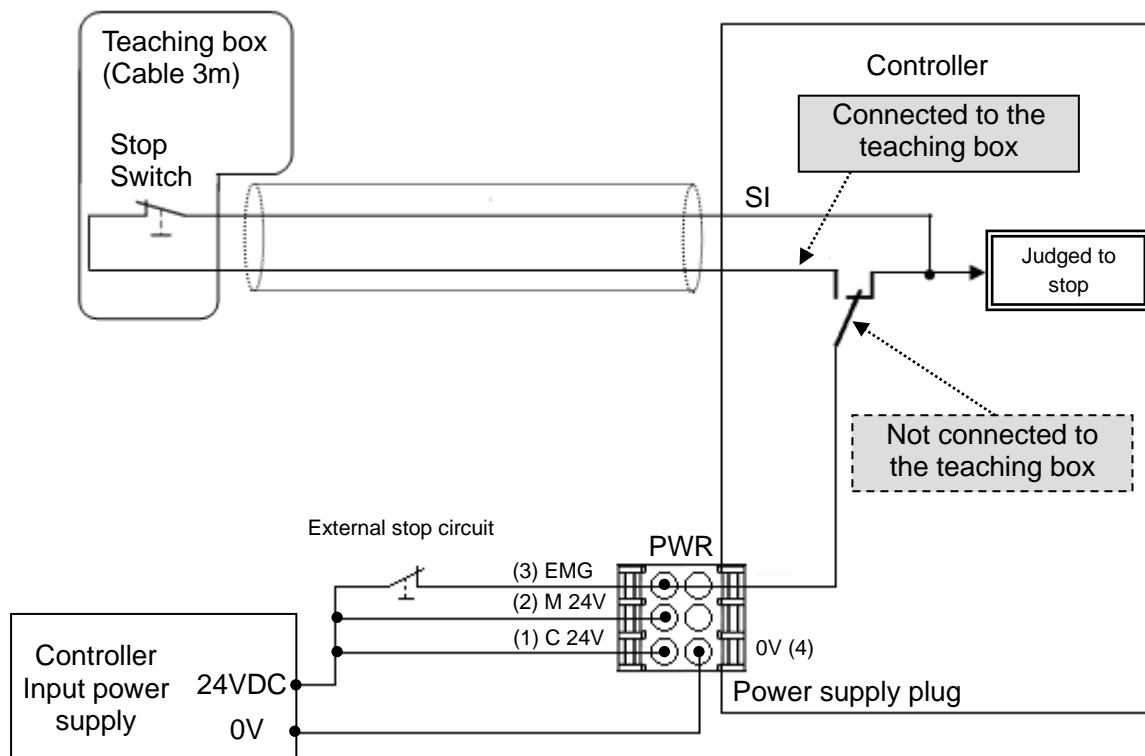 Teaching box
(Cable 3m)
Controller
Connected to the
teaching box
Stop
Switch
SI
Judged to
stop
Not connected to
the teaching box
External stop circuit
PWR
(3) EMG
(2) M 24V
(1) C 24V
0V (4)
Controller
Input power
supply
24VDC
0V
Power supply plug